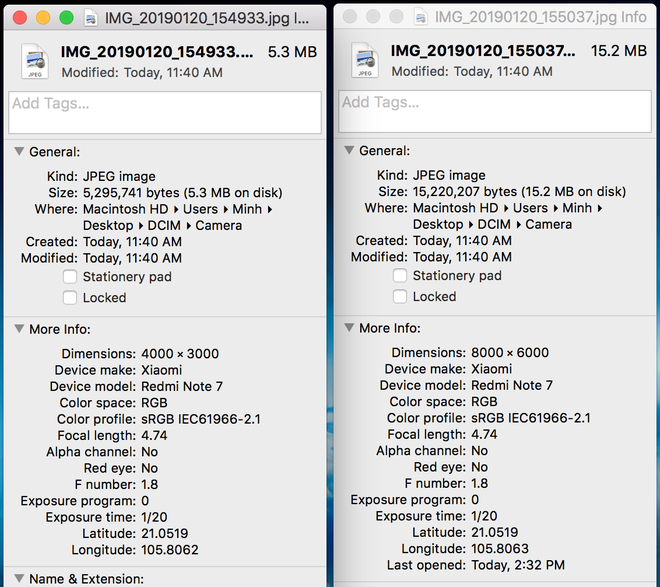 IMG_20190120_154933.jpg I...
IMG_20190120_154933.... 5.3 MB
Modified: Today, 11:40 AM
Add Tags...
General:
Kind: JPEG image
Size: 5,295,741 bytes (5.3 MB on disk)
Where: Macintosh HD ▸ Users ▸ Minh ▸
Desktop ▸ DCIM ▸ Camera
Created: Today, 11:40 AM
Modified: Today, 11:40 AM
Stationery pad
Locked
More Info:
Dimensions: 4000 × 3000
Device make: Xiaomi
Device model: Redmi Note 7
Color space: RGB
Color profile: sRGB IEC61966-2.1
Focal length: 4.74
Alpha channel: No
Red eye: No
F number: 1.8
Exposure program: 0
Exposure time: 1/20
Latitude: 21.0519
Longitude: 105.8062
Name & Extension:
IMG_20190120_155037.jpg Info
IMG_20190120_155037... 15.2 MB
Modified: Today, 11:40 AM
Add Tags...
General:
Kind: JPEG image
Size: 15,220,207 bytes (15.2 MB on disk)
Where: Macintosh HD ▸ Users ▸ Minh ▸
Desktop ▸ DCIM ▸ Camera
Created: Today, 11:40 AM
Modified: Today, 11:40 AM
Stationery pad
Locked
More Info:
Dimensions: 8000 × 6000
Device make: Xiaomi
Device model: Redmi Note 7
Color space: RGB
Color profile: sRGB IEC61966-2.1
Focal length: 4.74
Alpha channel: No
Red eye: No
F number: 1.8
Exposure program: 0
Exposure time: 1/20
Latitude: 21.0519
Longitude: 105.8063
Last opened: Today, 2:32 PM